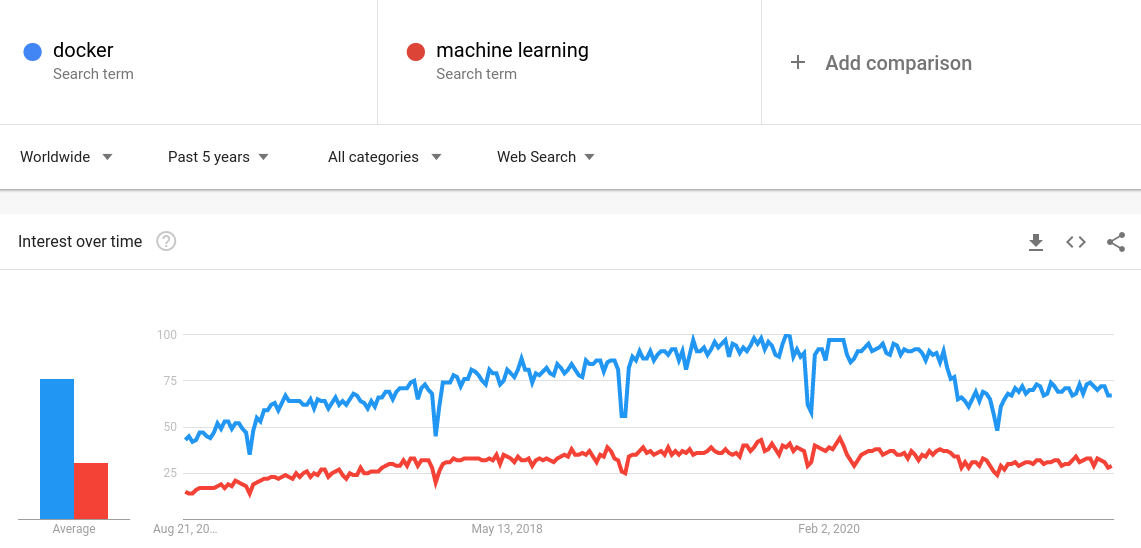 docker
Search term
machine learning
Search term
+ Add comparison
Worldwide
Past 5 years
All categories
Web Search
Interest over time
?
100
75
50
25
Average
Aug 21, 20…
May 13, 2018
Feb 2, 2020